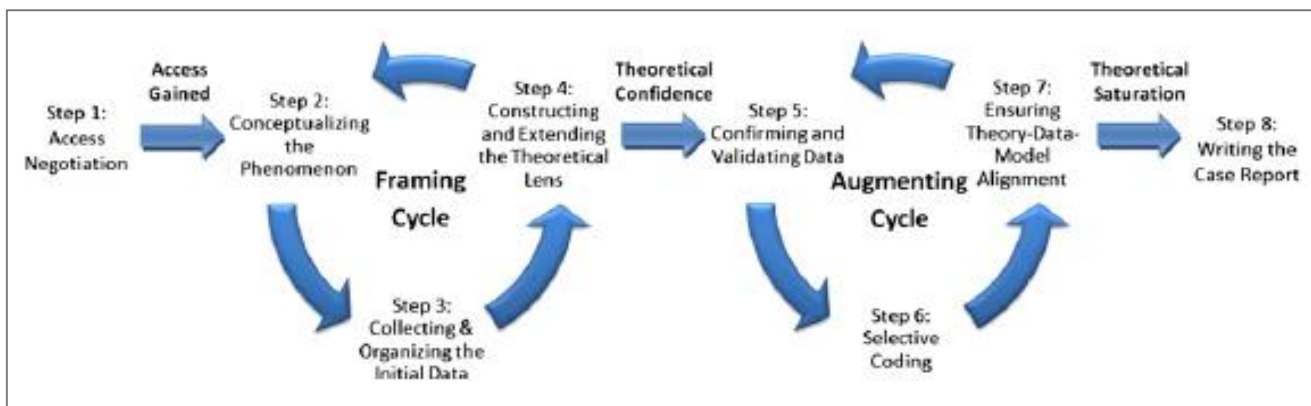 Step 1:
Access
Negotiation
Access
Gained
Step 2:
Conceptualizing
the
Phenomenon
Framing
Cycle
Step 3:
Collecting &
Organizing the
Initial Data
Step 4:
Constructing
and Extending
the Theoretical
Lens
Theoretical
Confidence
Step 5:
Confirming and
Validating Data
Augmenting
Cycle
Step 6:
Selective
Coding
Step 7:
Ensuring
Theory-Data-
Model
Alignment
Theoretical
Saturation
Step 8:
Writing the
Case Report